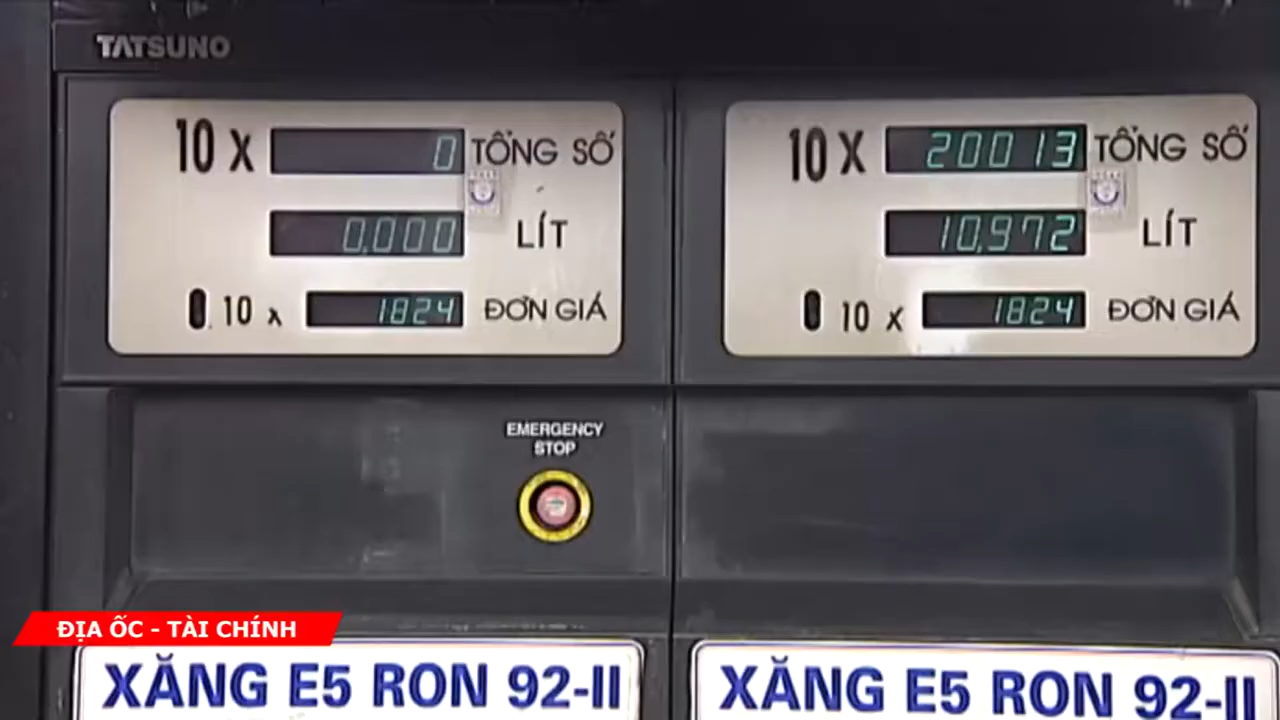 TATSUNO
10 X 0 TỔNG SỐ
0,000 LÍT
10 x 1824 ĐƠN GIÁ
10 X 20013 TỔNG SỐ
10,972 LÍT
10 x 1824 ĐƠN GIÁ
EMERGENCY
STOP
ĐỊA ỐC - TÀI CHÍNH
XĂNG E5 RON 92-II
XĂNG E5 RON 92-II